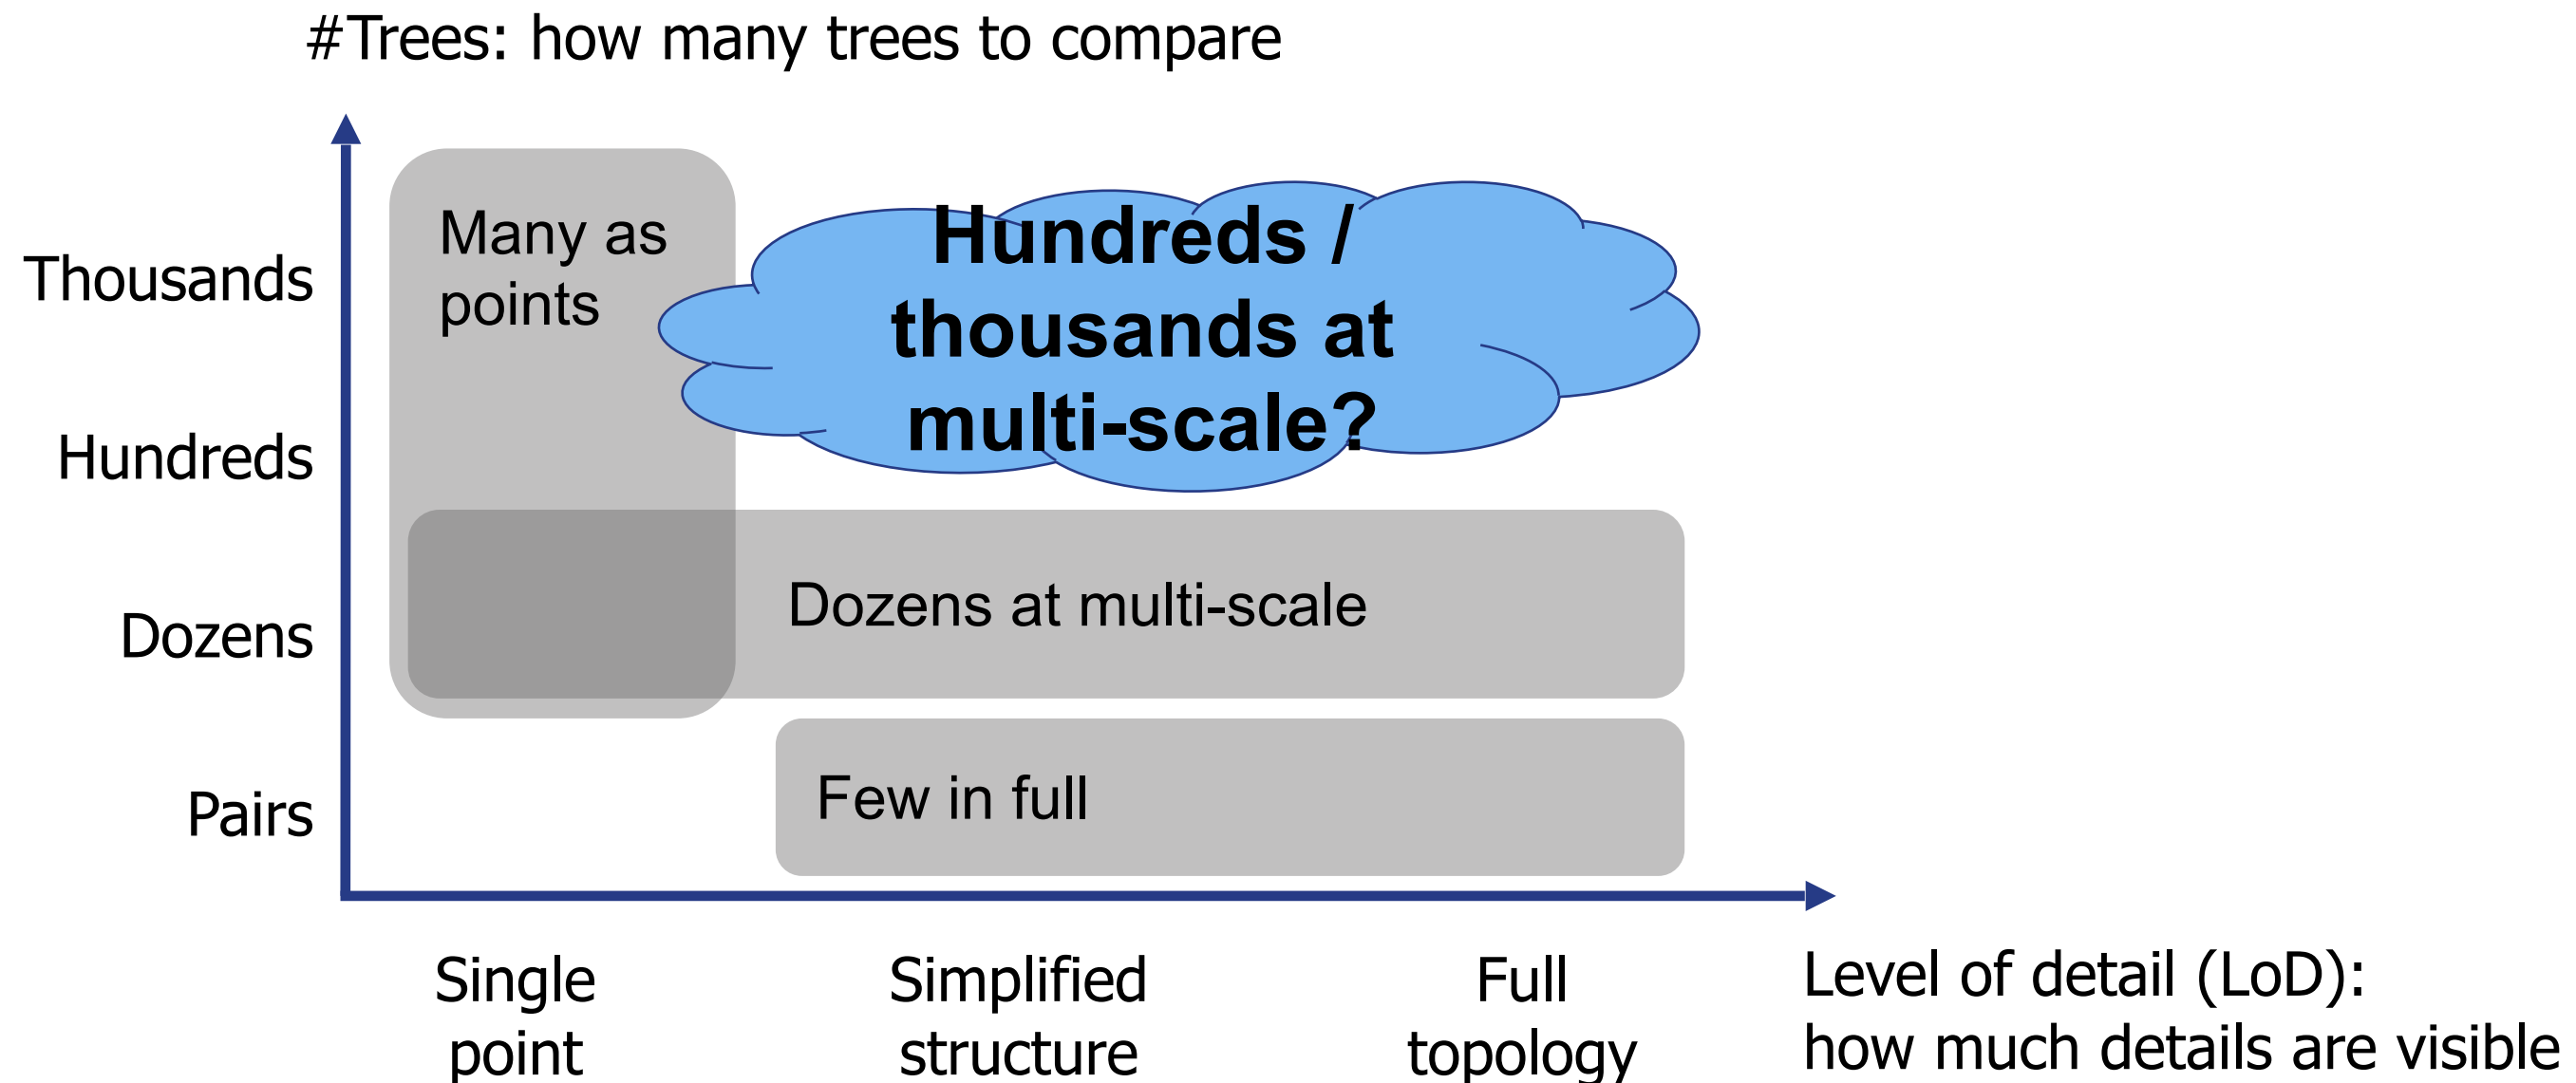 #Trees: how many trees to compare
Many as
points
Hundreds /
thousands at
multi-scale?
Thousands
Hundreds
Dozens
Pairs
Dozens at multi-scale
Few in full
Single
point
Simplified
structure
Full
topology
Level of detail (LoD):
how much details are visible